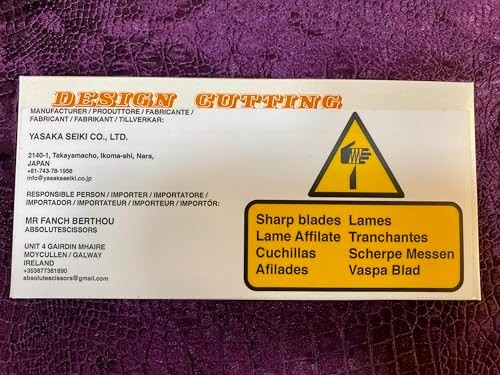 DESIGN CUTTING
MANUFACTURER / PRODUTTORE / FABRICANTE /
FABRICANT / FABRIKANT / TILLVERKAR:
YASAKA SEIKI CO., LTD.
2140-1, Takayamacho, Ikoma-shi, Nara,
JAPAN
+81-743-78-1956
info@yasakaseiki.co.jp
RESPONSIBLE PERSON / IMPORTER / IMPORTATORE /
IMPORTADOR / IMPORTATEUR / IMPORTEUR / IMPORTÖR:
MR FANCH BERTHOU
ABSOLUTESCISSORS
UNIT 4 GAIRDIN MHAIRE
MOYCULLEN / GALWAY
IRELAND
+353877381890
absolutescissors@gmail.com
Sharp blades Lames
Lame Affilate Tranchantes
Cuchillas Scherpe Messen
Afilades Vaspa Blad